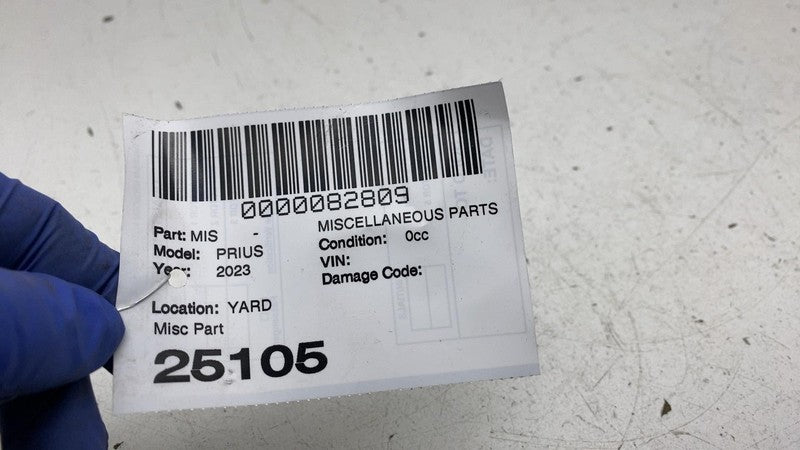 0000082809
Part: MIS - MISCELLANEOUS PARTS
Model: PRIUS Condition: 0cc
Year: 2023 VIN:
Damage Code:
Location: YARD
Misc Part
25105